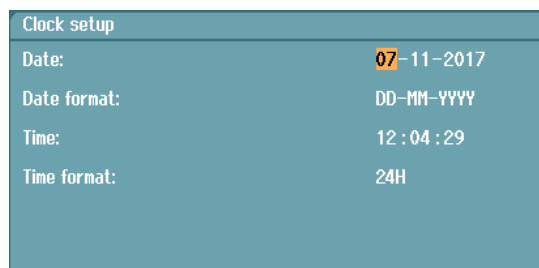 Clock setup
Date: 07-11-2017
Date format: DD-MM-YYYY
Time: 12:04:29
Time format: 24H